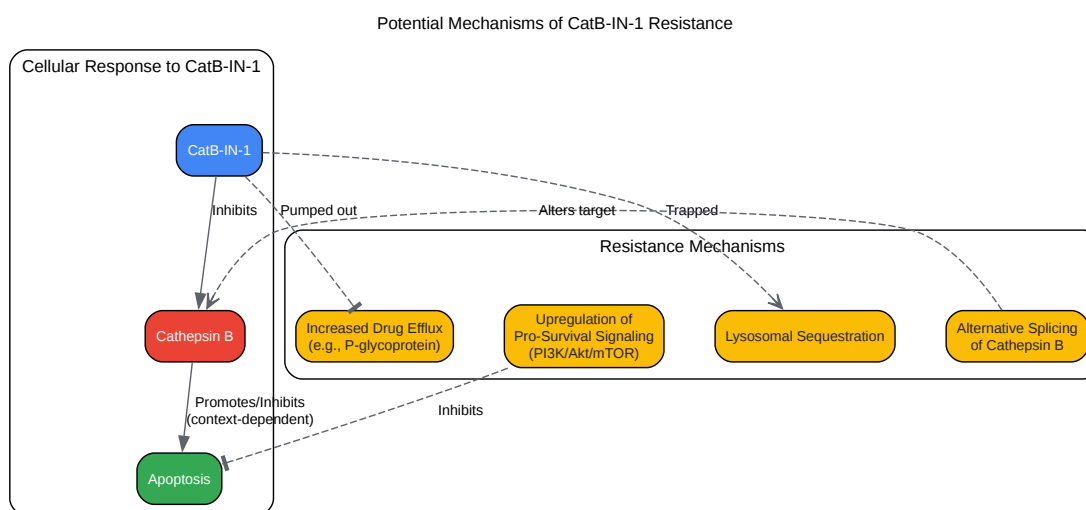 Potential Mechanisms of CatB-IN-1 Resistance
Cellular Response to CatB-IN-1
CatB-IN-1
Inhibits
Pumped out
Alters target
Trapped
Resistance Mechanisms
Cathepsin B
Increased Drug Efflux
(e.g., P-glycoprotein)
Upregulation of
Pro-Survival Signaling
(PI3K/Akt/mTOR)
Lysosomal Sequestration
Alternative Splicing
of Cathepsin B
Promotes/Inhibits
(context-dependent)
Inhibits
Apoptosis